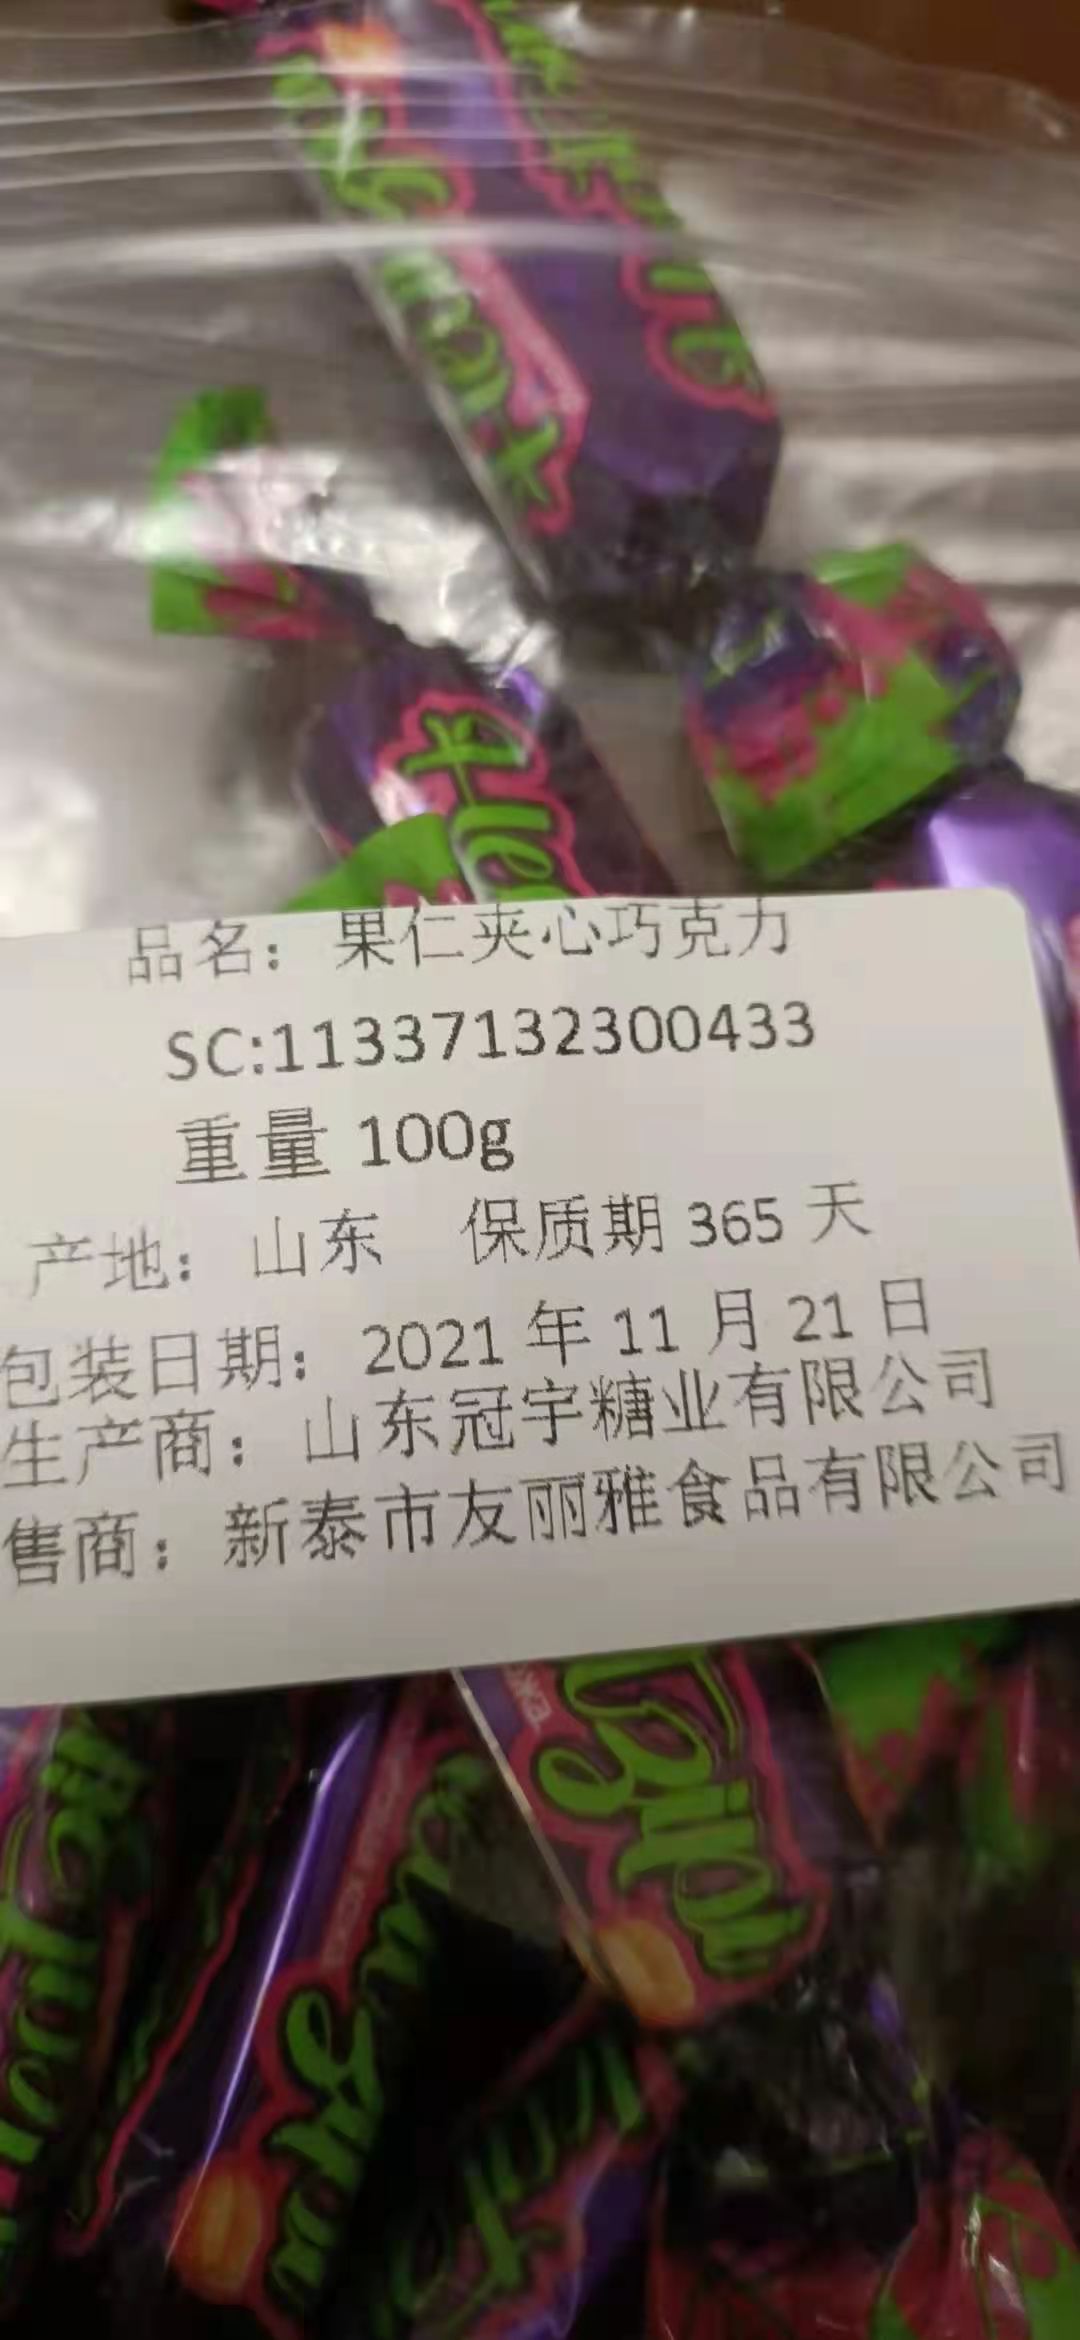 品名：果仁夹心巧克力
SC:11337132300433
重量 100g
产地：山东 保质期 365 天
包装日期：2021 年 11 月 21 日
生产商：山东冠宇糖业有限公司
售商：新泰市友丽雅食品有限公司